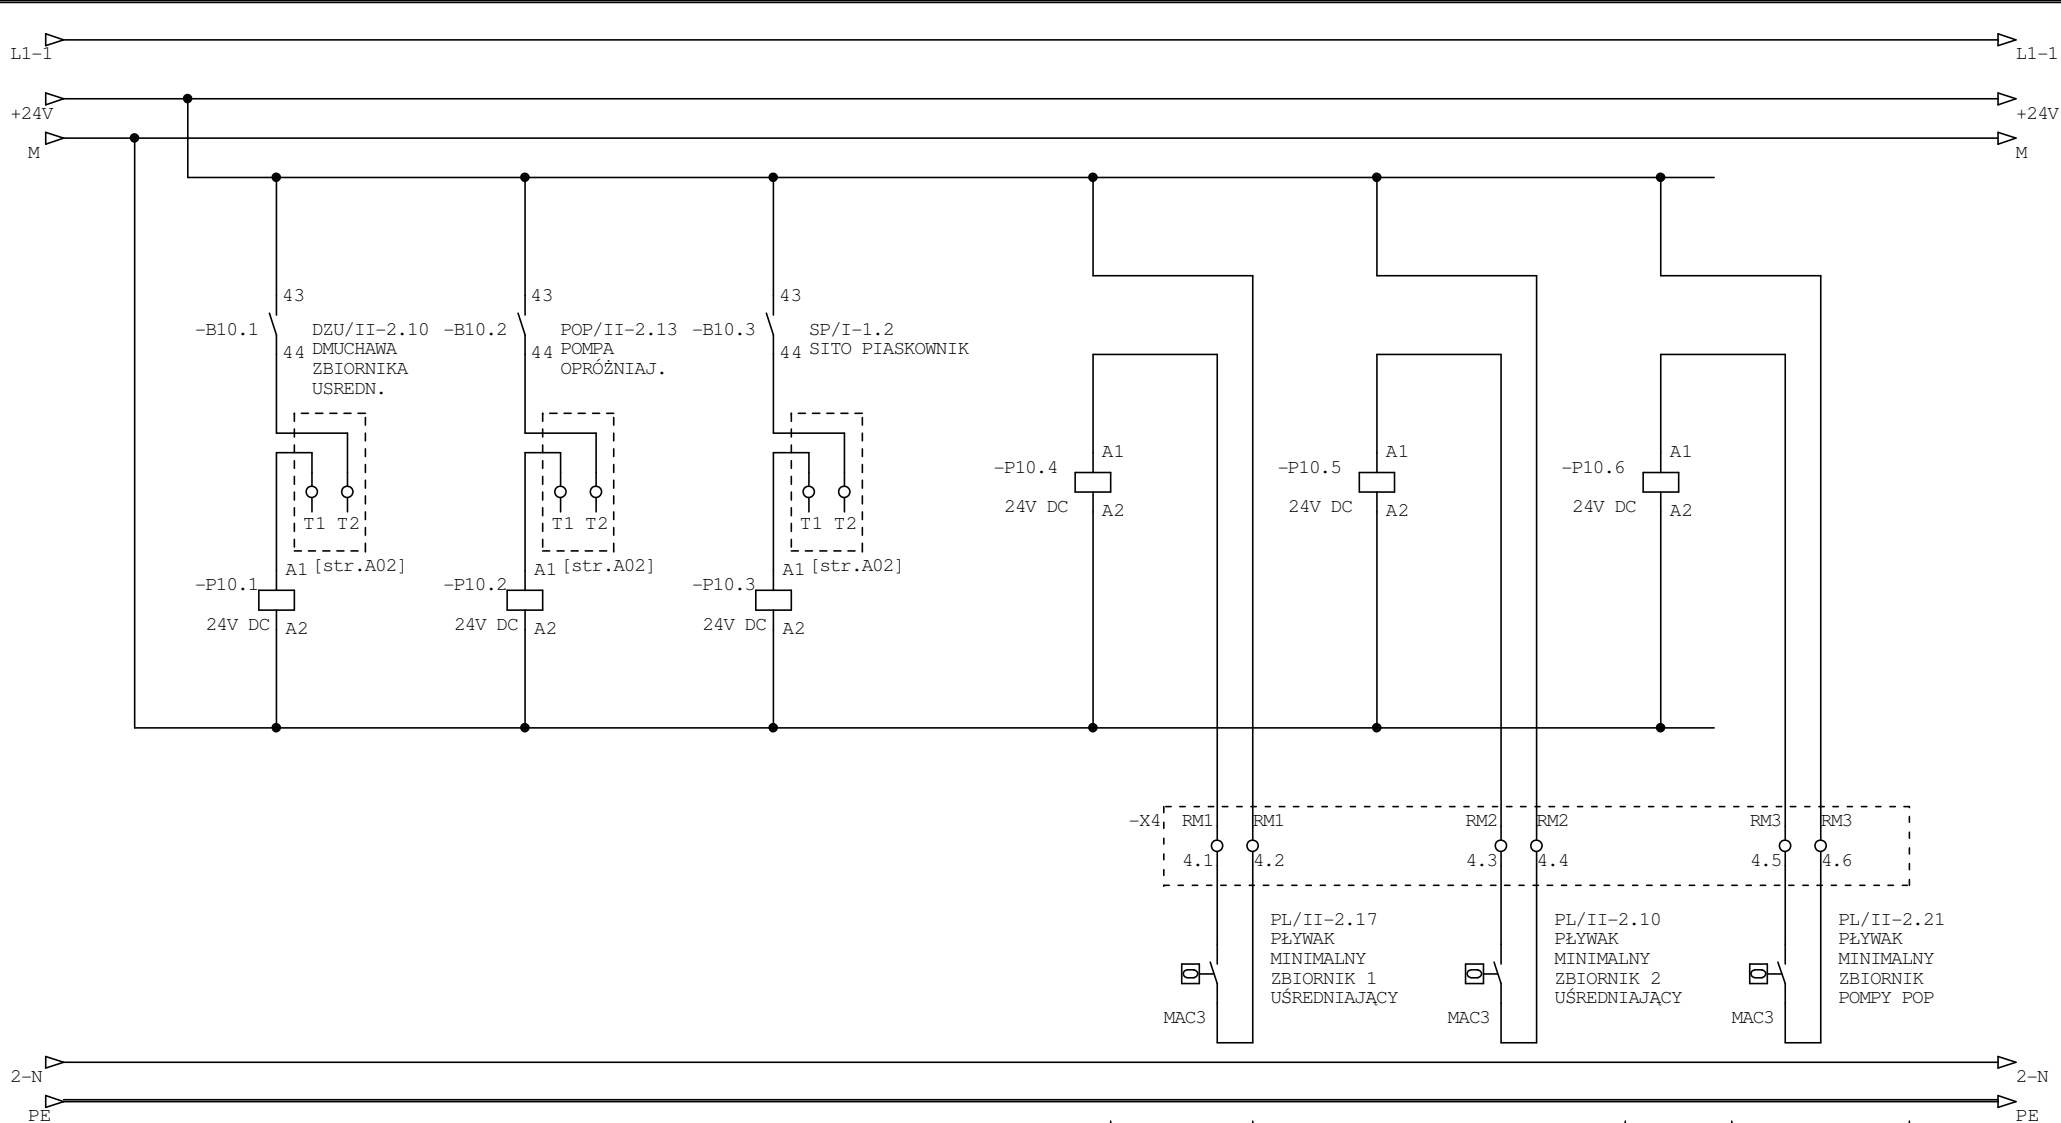 L1-1
L1-1
+24V
+24V
M
M
43
43
43
-B10.1
DZU/II-2.10
DMUCHAWA
ZBIORNIKA
USREDN.
44
-B10.2
POP/II-2.13
POMPA
OPRÓŻNIAJ.
44
-B10.3
SP/I-1.2
SITO PIASKOWNIK
44
T1 T2
T1 T2
T1 T2
[str.A02]
[str.A02]
[str.A02]
-P10.1
A1
24V DC
A2
-P10.2
A1
24V DC
A2
-P10.3
A1
24V DC
A2
-P10.4
A1
24V DC
A2
-P10.5
A1
24V DC
A2
-P10.6
A1
24V DC
A2
-X4
RM1 RM1
RM2 RM2
RM3 RM3
4.1 4.2
4.3 4.4
4.5 4.6
PL/II-2.17
PŁYWAK
MINIMALNY
ZBIORNIK 1
UŚREDNIAJĄCY
MAC3
PL/II-2.10
PŁYWAK
MINIMALNY
ZBIORNIK 2
UŚREDNIAJĄCY
MAC3
PL/II-2.21
PŁYWAK
MINIMALNY
ZBIORNIK
POMPY POP
MAC3
2-N
2-N
PE
PE